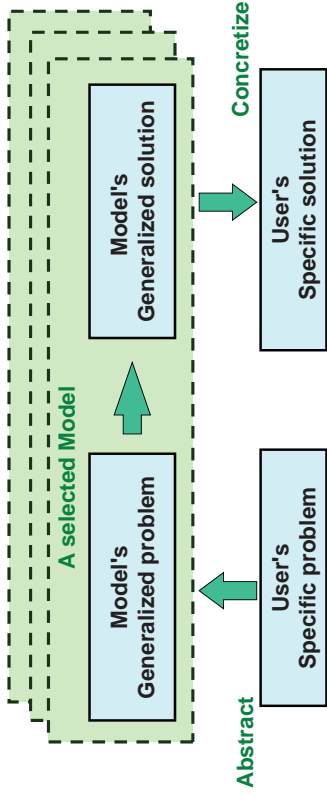 A selected Model
Model's
Generalized problem
Model's
Generalized solution
Abstract
User's
Specific problem
User's
Specific solution
Concretize